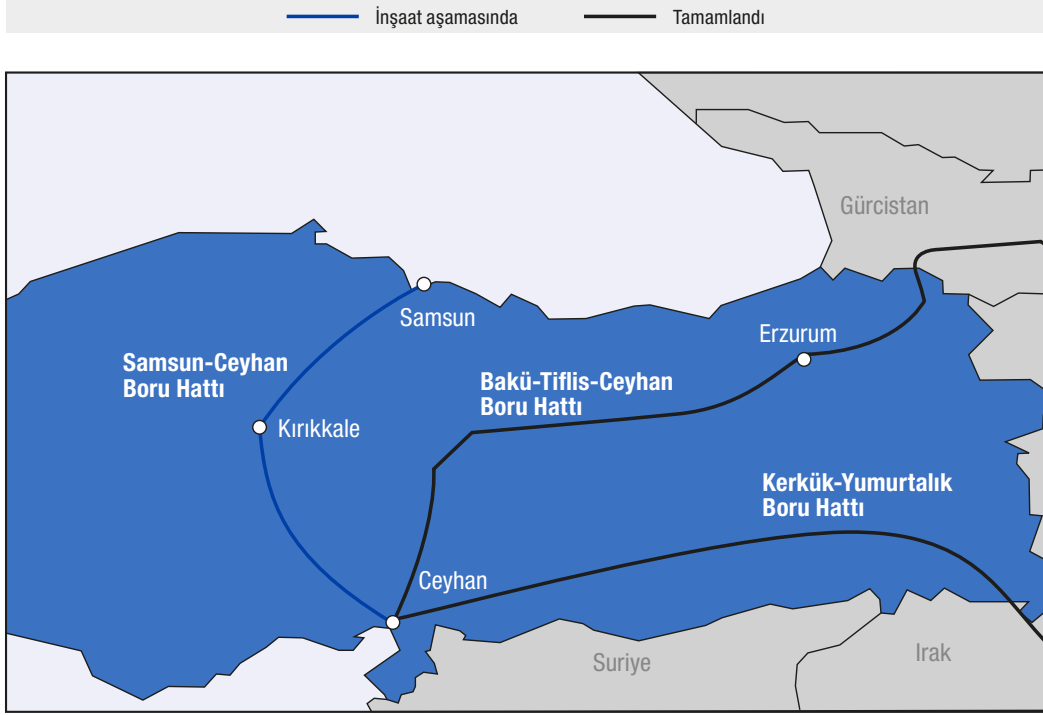 İnşaat aşamasında
Tamamlandı
Gürcistan
Samsun
Erzurum
Samsun-Ceyhan
Boru Hattı
Bakü-Tiflis-Ceyhan
Boru Hattı
Kırıkkale
Kerkük-Yumurtalık
Boru Hattı
Ceyhan
Suriye
Irak